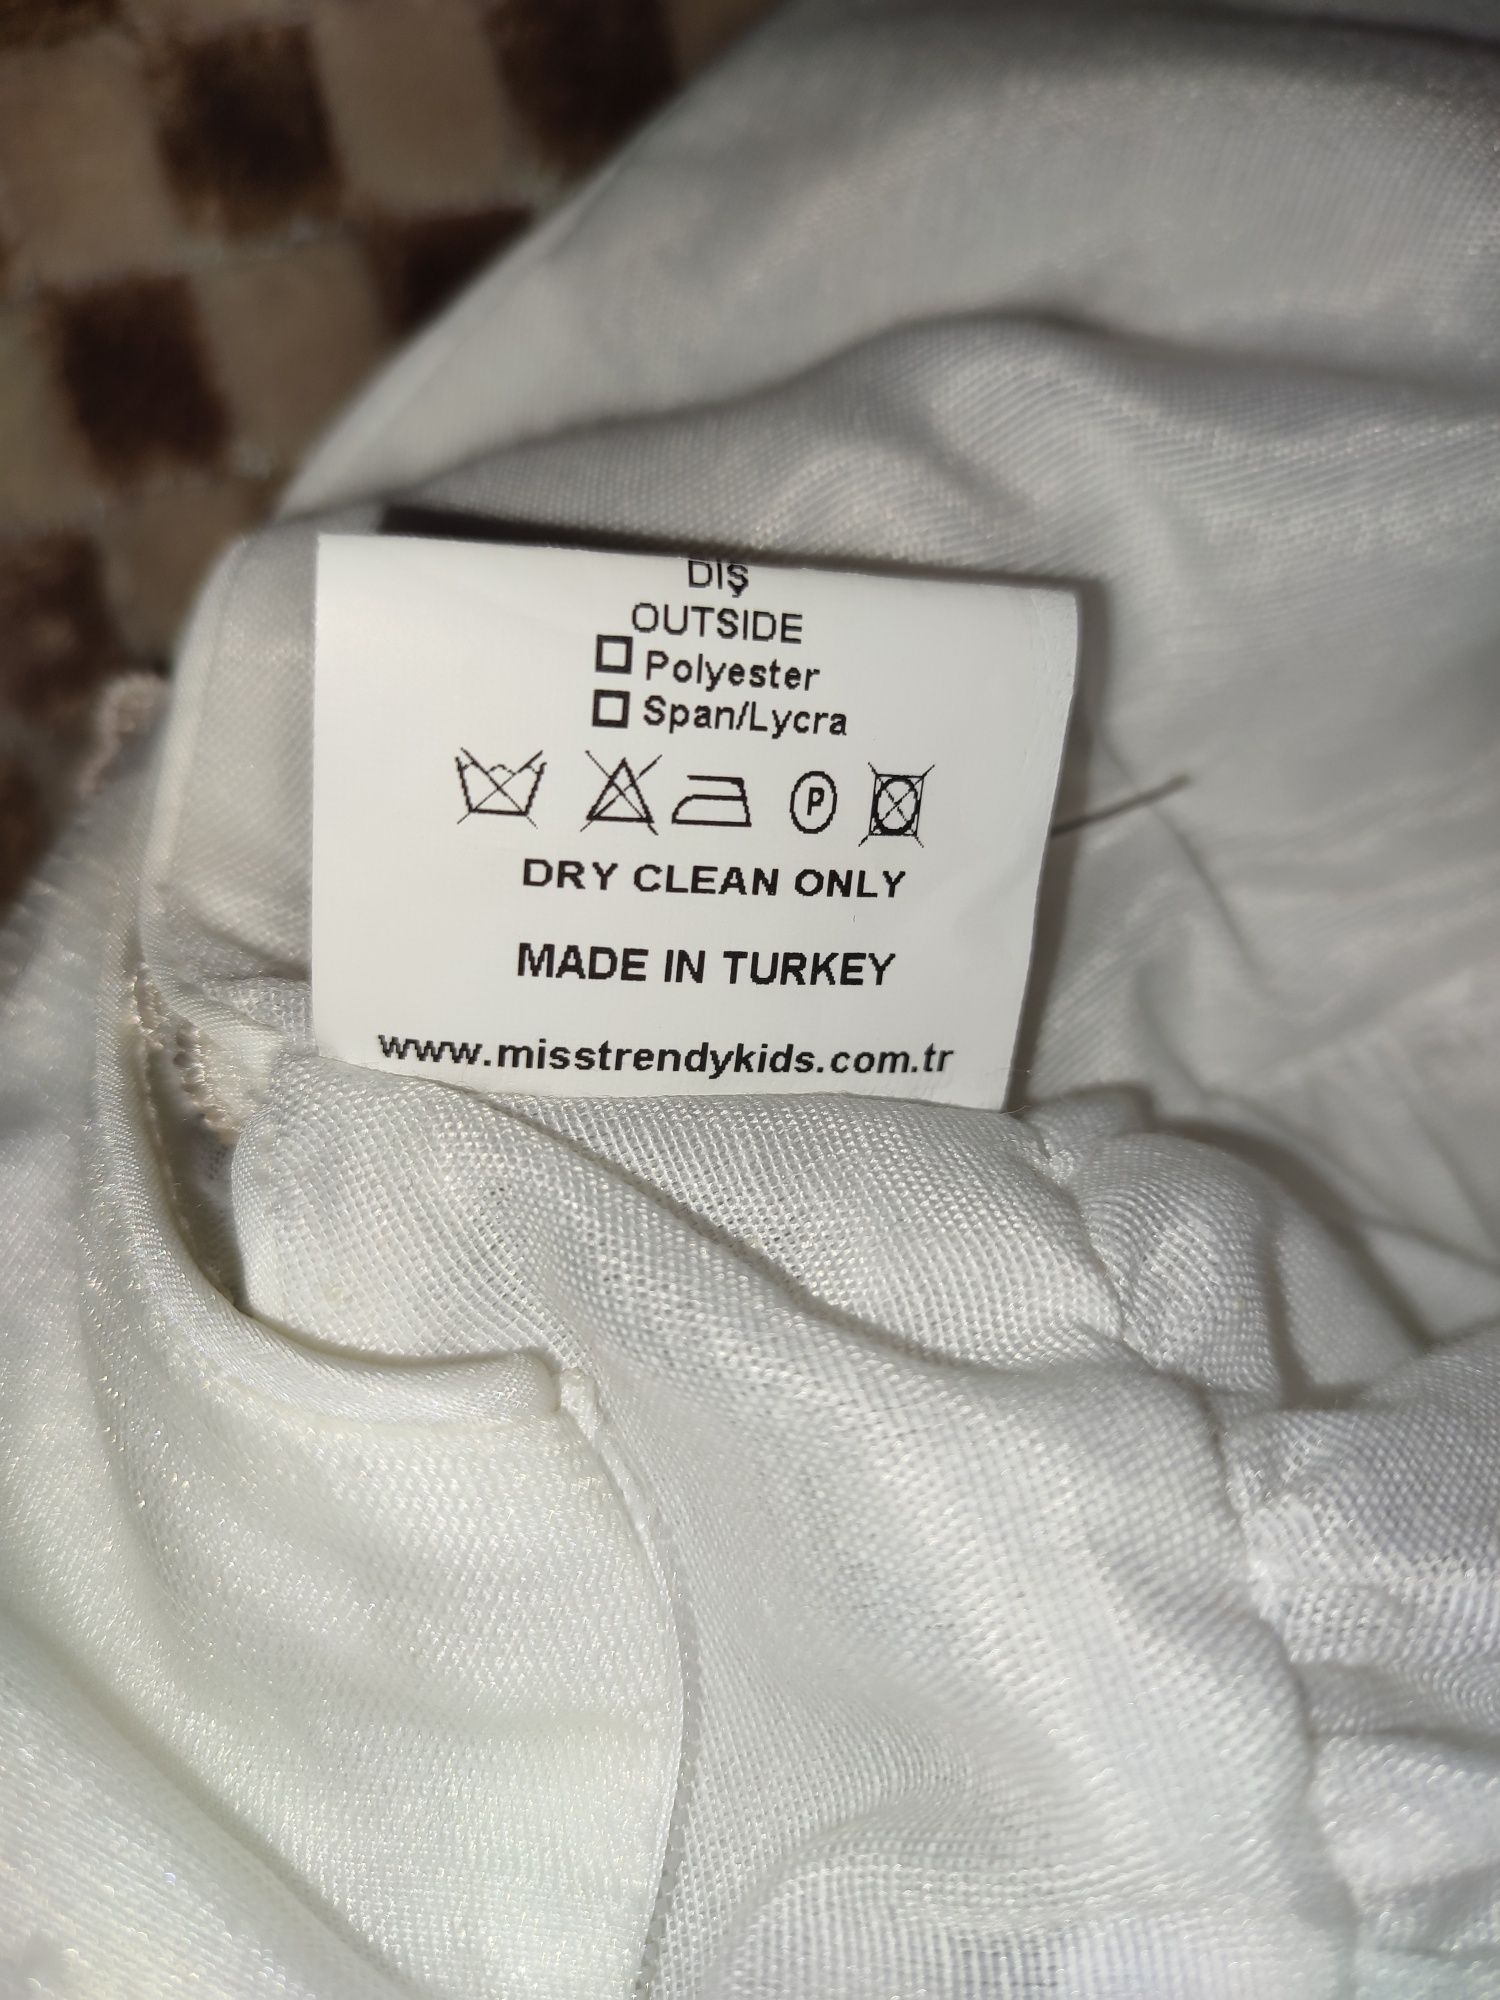 DIŞ
OUTSIDE
Polyester
Span/Lycra
P
DRY CLEAN ONLY
MADE IN TURKEY
www.misstrendykids.com.tr